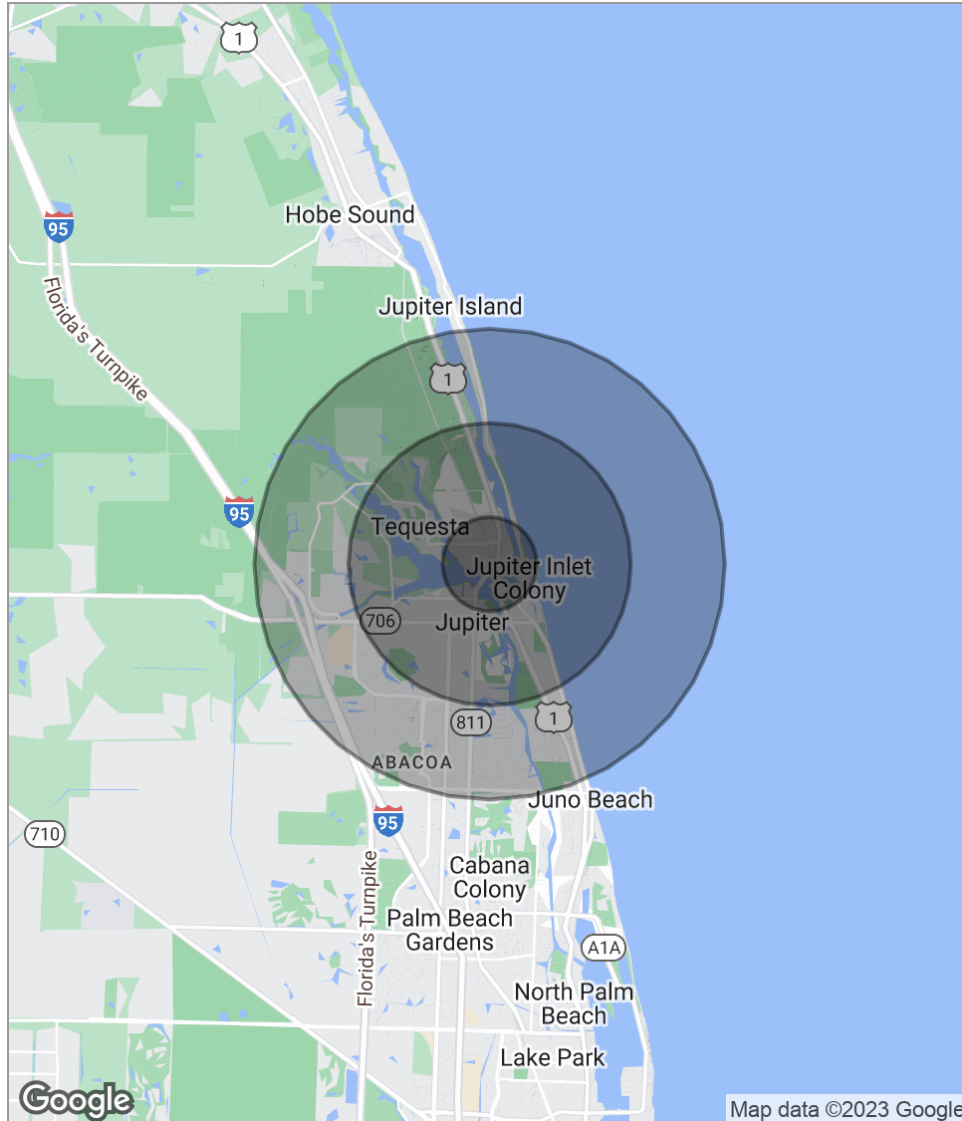 1
Hobe Sound
95
Florida's Turnpike
Jupiter Island
1
95
Tequesta
Jupiter Inlet
Colony
706
Jupiter
811
1
ABACOA
Juno Beach
95
710
Cabana
Colony
Florida's Turnpike
Palm Beach
Gardens
A1A
North Palm
Beach
Lake Park
Google
Map data ©2023 Google